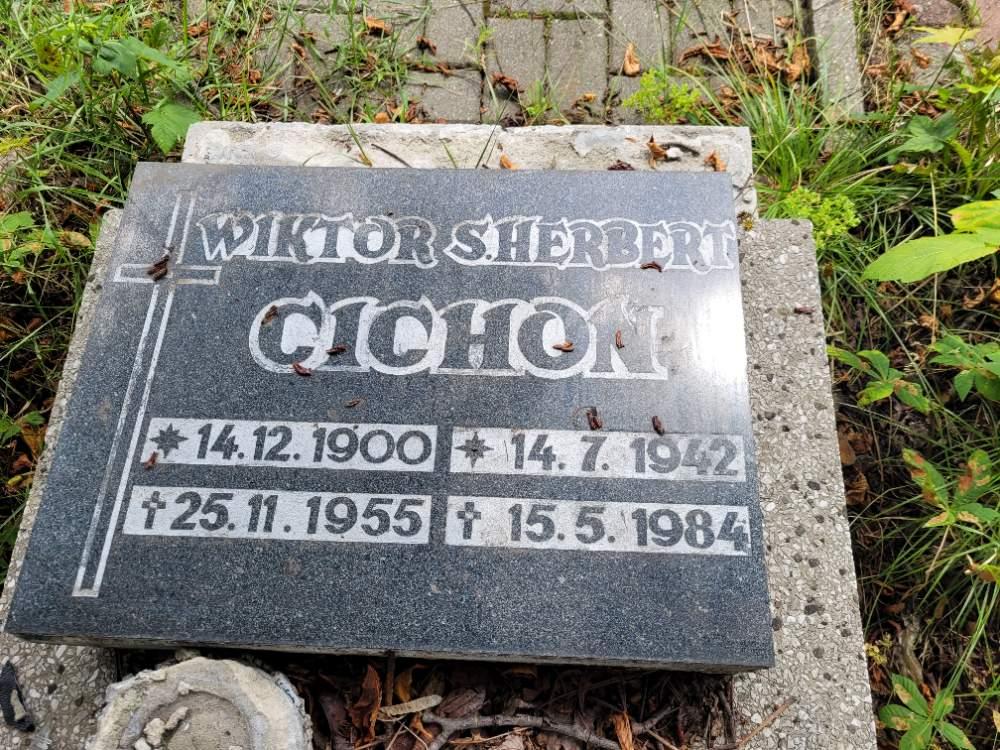 WIKTOR S.HERBERT
CICHON
14.12.1900 14.7.1942
25.11.1955 15.5.1984